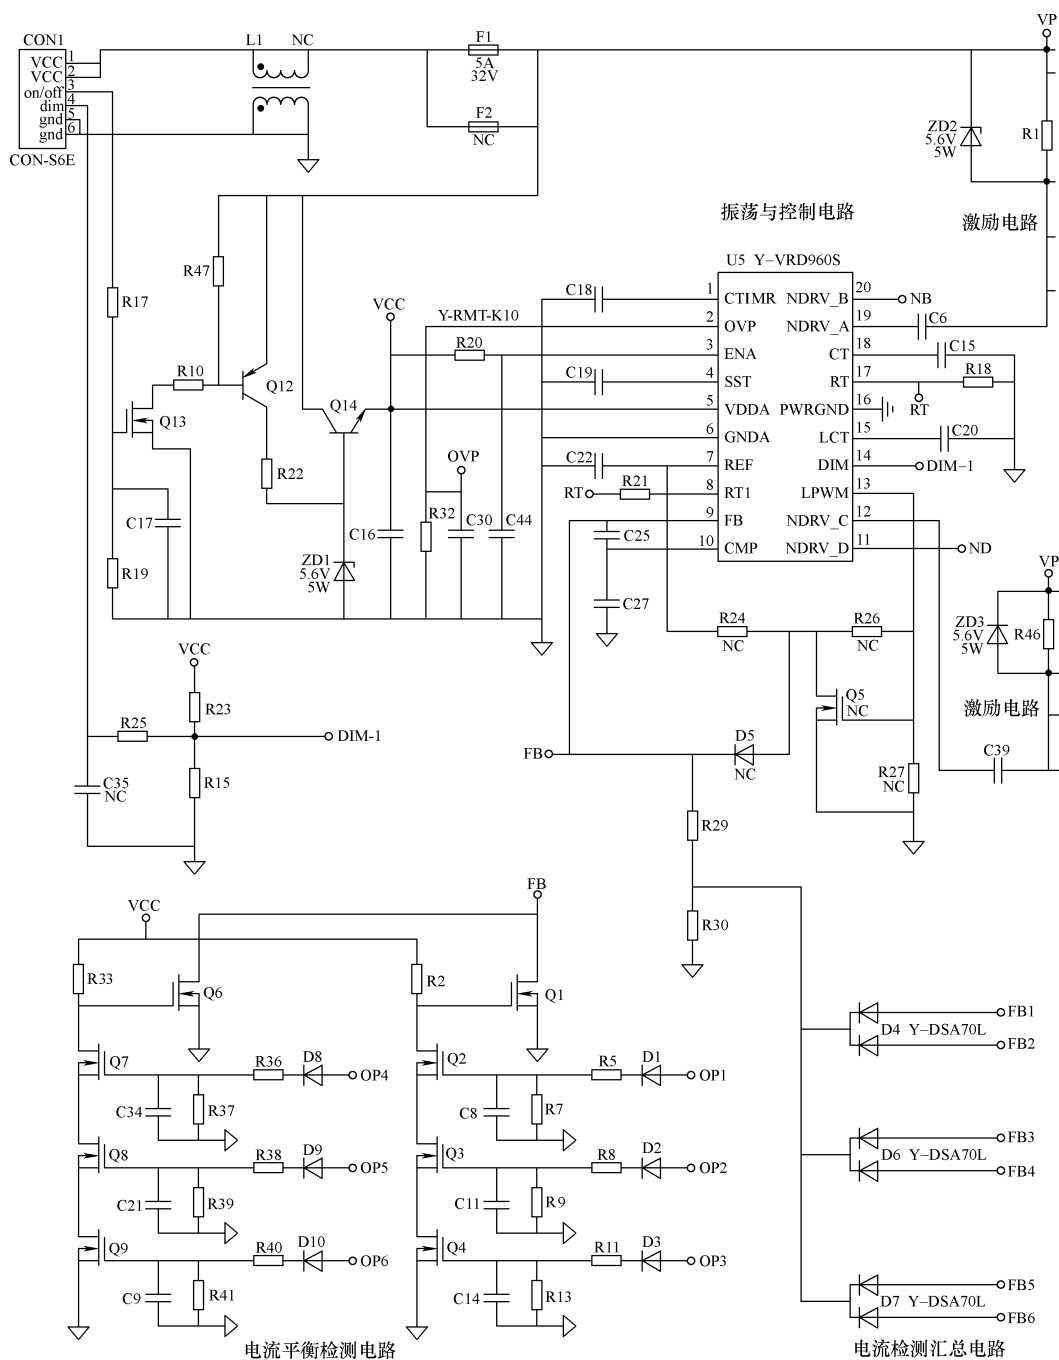 CON1
VCC 1
VCC 2
on/off 3
dim 4
gnd 5
gnd 6
CON-S6E
L1 NC
F1
5A
32V
F2
NC
VP
ZD2
5.6V
5W
R1
激励电路
振荡与控制电路
U5 Y-VRD960S
1 CTIMR NDRV_B 20 NB
2 OVP NDRV_A 19 C6
3 ENA CT 18 C15
4 SST RT 17 R18
5 VDDA PWRGND 16 RT
6 GNDA LCT 15 C20
7 REF DIM 14 DIM-1
8 RT1 LPWM 13
9 FB NDRV_C 12
10 CMP NDRV_D 11 ND
R47
R17
R10
Q12
Q13
Q14
VCC
Y-RMT-K10
R20
C18
C19
C22
RT R21
R22
OVP
C17
R19
ZD1
5.6V
5W
C16
R32
C30
C44
C25
C27
R24
NC
R26
NC
Q5
NC
D5
NC
FB
R27
NC
C39
VP
ZD3
5.6V
5W
R46
激励电路
VCC
R23
R25
DIM-1
R15
C35
NC
R29
R30
VCC
FB
R33
Q6
R2
Q1
Q7
R36
D8
OP4
C34
R37
Q8
R38
D9
OP5
C21
R39
Q9
R40
D10
OP6
C9
R41
Q2
R5
D1
OP1
C8
R7
Q3
R8
D2
OP2
C11
R9
Q4
R11
D3
OP3
C14
R13
电流平衡检测电路
FB1
D4 Y-DSA70L
FB2
FB3
D6 Y-DSA70L
FB4
FB5
D7 Y-DSA70L
FB6
电流检测汇总电路